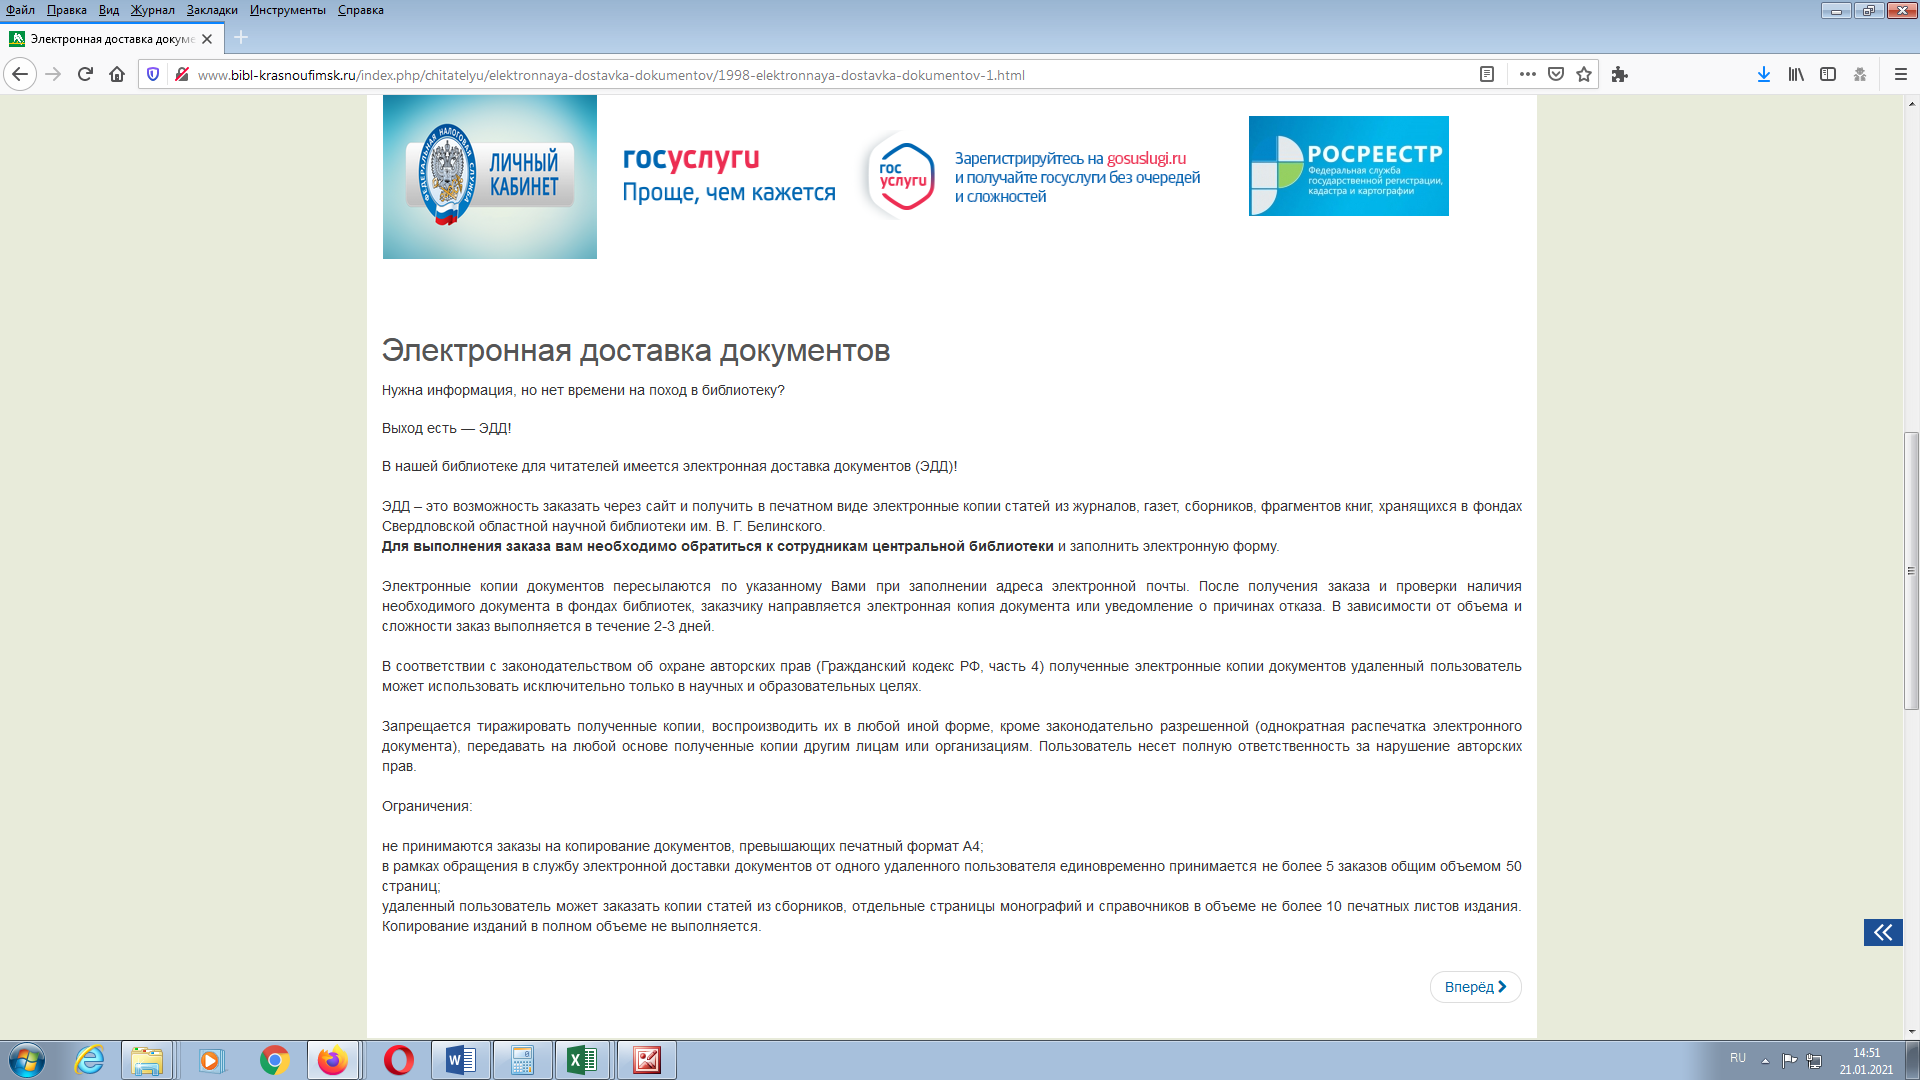 Файл Правка Вид Журнал Закладки Инструменты Справка
Электронная доставка докуме
www.bibl-krasnoufimsk.ru/index.php/chitatelyu/elektronnaya-dostavka-dokumentov/1998-elektronnaya-dostavka-dokumentov-1.html
ФЕДЕРАЛЬНАЯ НАЛОГОВАЯ СЛУЖБА
ЛИЧНЫЙ
КАБИНЕТ
госуслуги
Проще, чем кажется
гос
услуги
Зарегистрируйтесь на gosuslugi.ru
и получайте госуслуги без очередей
и сложностей
РОСРЕЕСТР
Федеральная служба
государственной регистрации,
кадастра и картографии
Электронная доставка документов
Нужна информация, но нет времени на поход в библиотеку?
Выход есть — ЭДД!
В нашей библиотеке для читателей имеется электронная доставка документов (ЭДД)!
ЭДД – это возможность заказать через сайт и получить в печатном виде электронные копии статей из журналов, газет, сборников, фрагментов книг, хранящихся в фондах
Свердловской областной научной библиотеки им. В. Г. Белинского.
Для выполнения заказа вам необходимо обратиться к сотрудникам центральной библиотеки и заполнить электронную форму.
Электронные копии документов пересылаются по указанному Вами при заполнении адреса электронной почты. После получения заказа и проверки наличия
необходимого документа в фондах библиотек, заказчику направляется электронная копия документа или уведомление о причинах отказа. В зависимости от объема и
сложности заказ выполняется в течение 2-3 дней.
В соответствии с законодательством об охране авторских прав (Гражданский кодекс РФ, часть 4) полученные электронные копии документов удаленный пользователь
может использовать исключительно только в научных и образовательных целях.
Запрещается тиражировать полученные копии, воспроизводить их в любой иной форме, кроме законодательно разрешенной (однократная распечатка электронного
документа), передавать на любой основе полученные копии другим лицам или организациям. Пользователь несет полную ответственность за нарушение авторских
прав.
Ограничения:
не принимаются заказы на копирование документов, превышающих печатный формат А4;
в рамках обращения в службу электронной доставки документов от одного удаленного пользователя единовременно принимается не более 5 заказов общим объемом 50
страниц;
удаленный пользователь может заказать копии статей из сборников, отдельные страницы монографий и справочников в объеме не более 10 печатных листов издания.
Копирование изданий в полном объеме не выполняется.
Вперёд
RU
14:51
21.01.2021